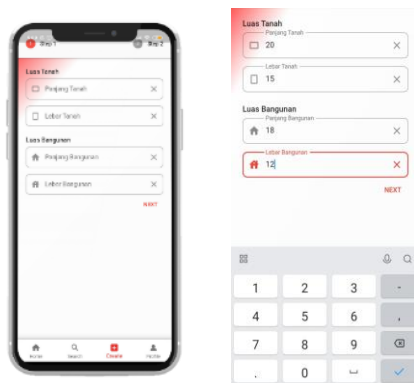 Step 1
Step 2
Luas Tanah
Panjang Tanah
Lebar Tanah
Luas Bangunan
Panjang Bangunan
Lebar Bangunan
NEXT
Home
Search
Create
Profile
Luas Tanah
Panjang Tanah
20
Lebar Tanah
15
Luas Bangunan
Panjang Bangunan
18
Lebar Bangunan
12
NEXT
1 2 3 -
4 5 6 ,
7 8 9
. 0